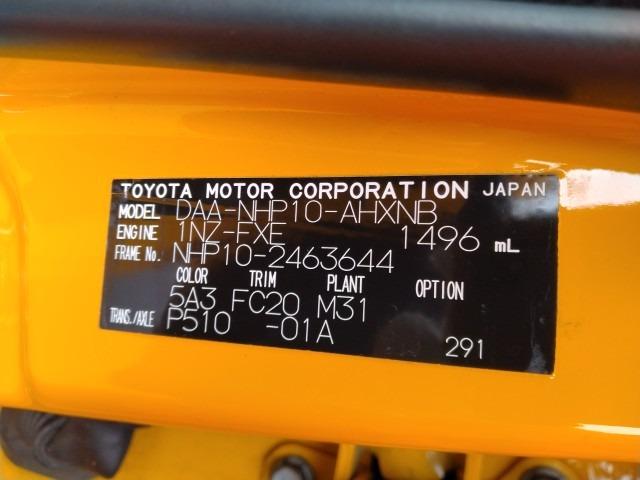 TOYOTA MOTOR CORPORATION JAPAN
MODEL DAA-NHP10-AHXNB
ENGINE 1NZ-FXE 1496 mL
FRAME No. NHP10-2463644
COLOR TRIM PLANT OPTION
5A3 FC20 M31
TRANS./AXLE P510 -01A
291